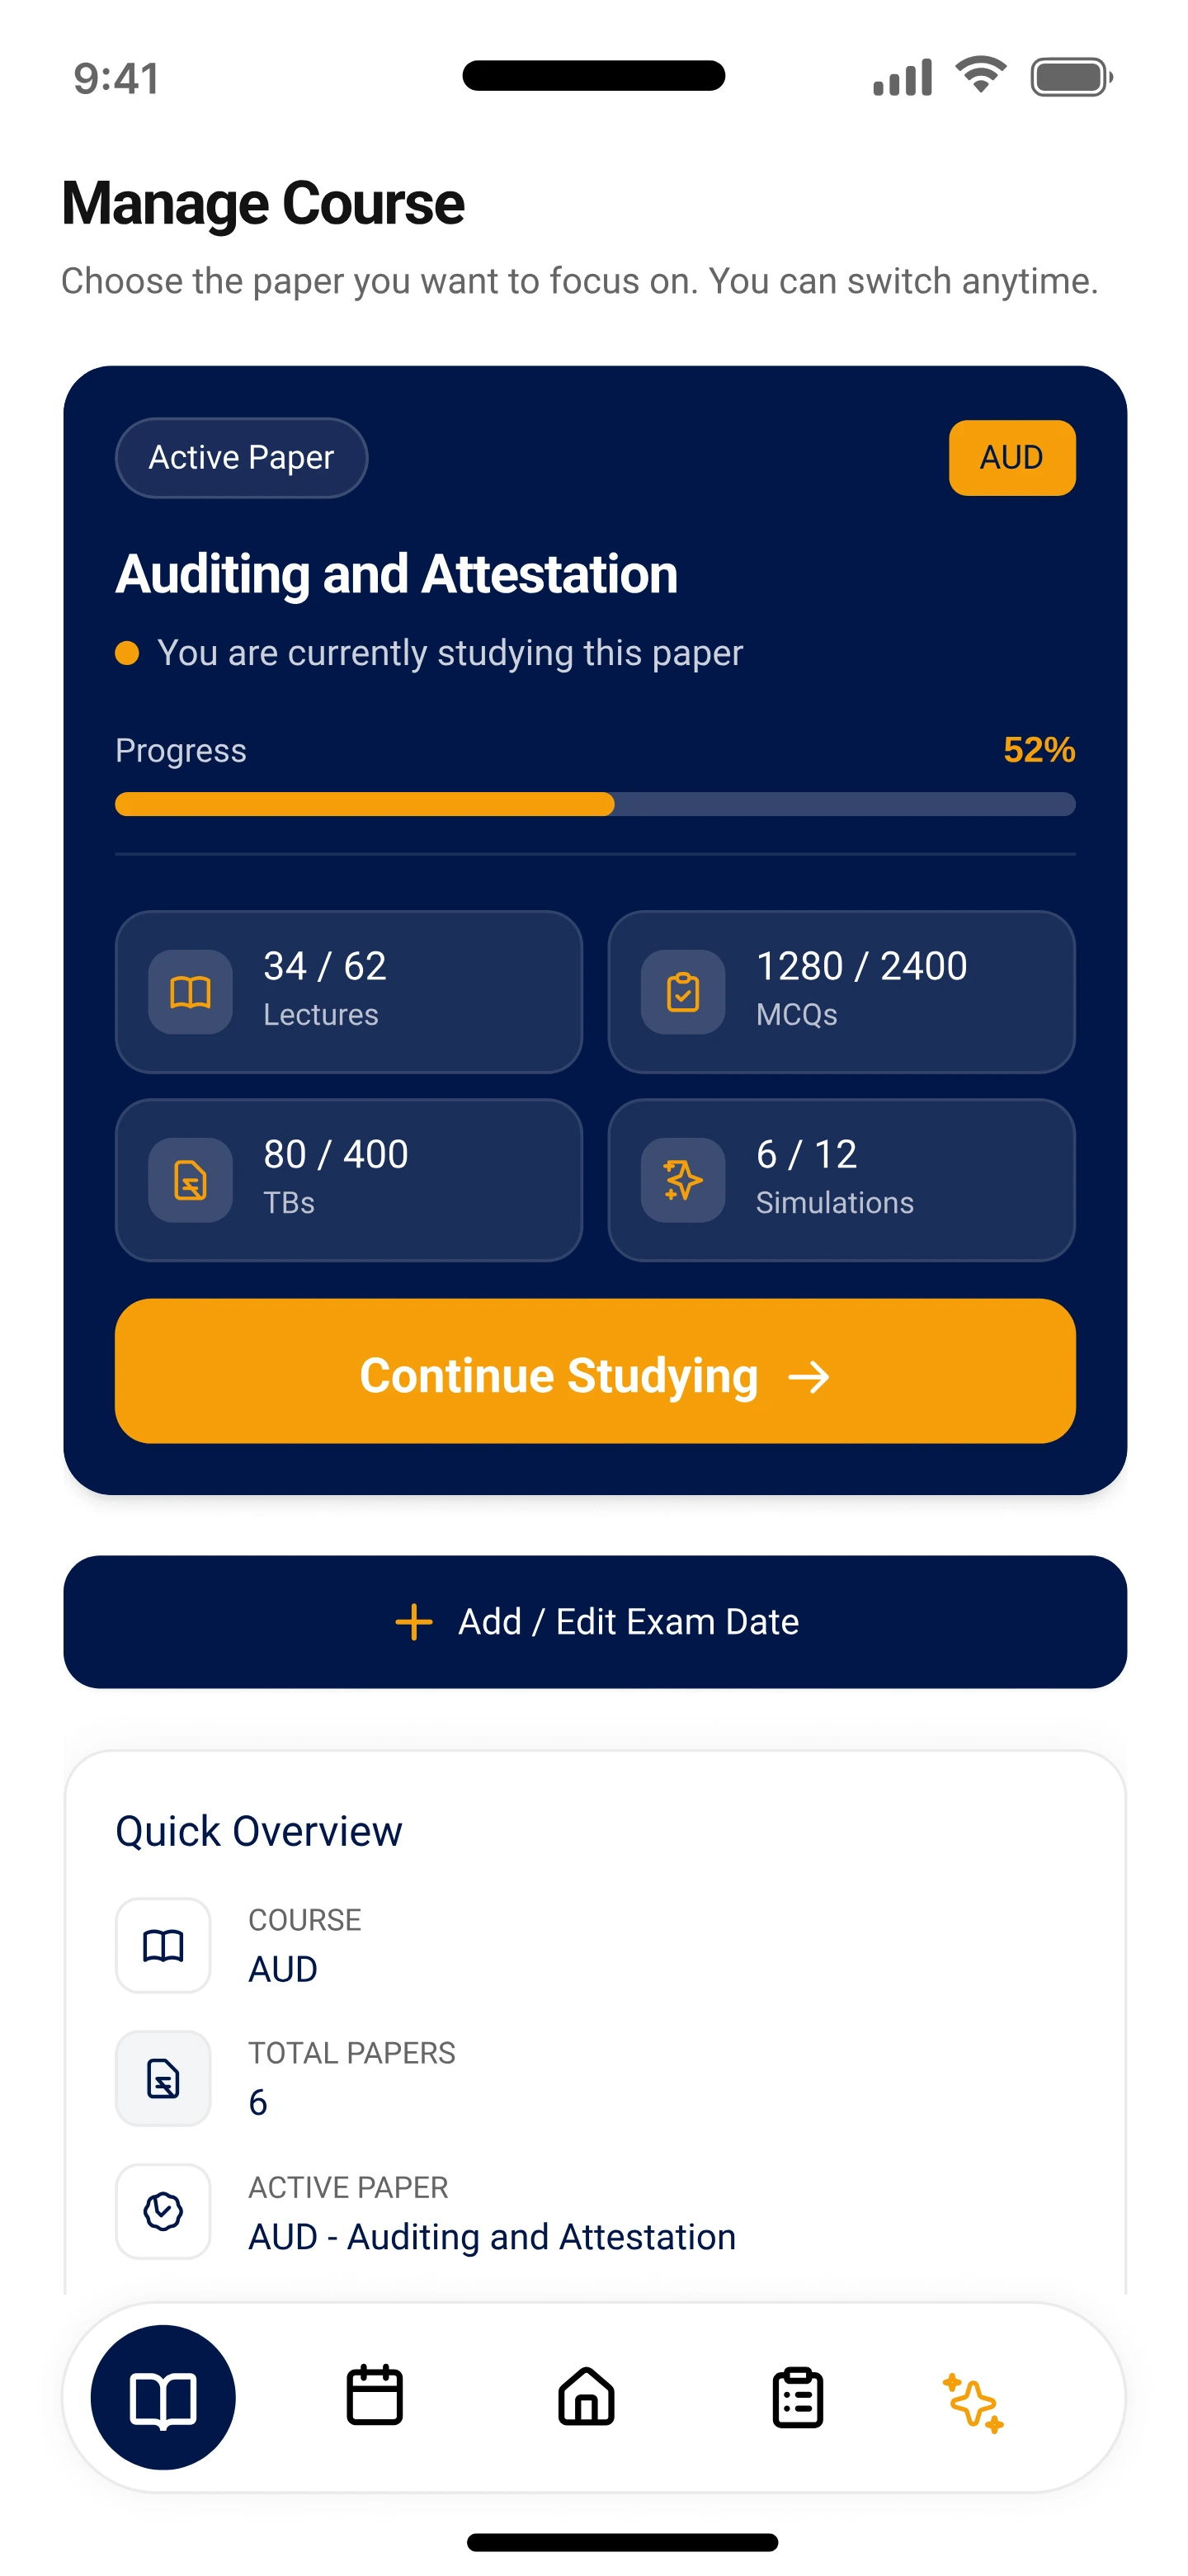 9:41
Manage Course
Choose the paper you want to focus on. You can switch anytime.
Active Paper
AUD
Auditing and Attestation
You are currently studying this paper
Progress
52%
34 / 62
Lectures
1280 / 2400
MCQs
80 / 400
TBs
6 / 12
Simulations
Continue Studying →
+ Add / Edit Exam Date
Quick Overview
COURSE
AUD
TOTAL PAPERS
6
ACTIVE PAPER
AUD - Auditing and Attestation